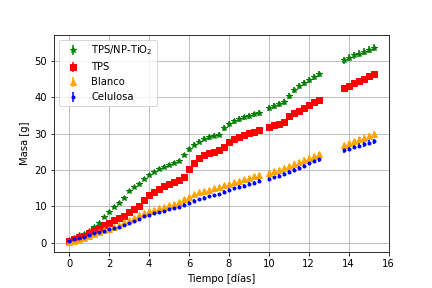 TPS/NP-TiO₂
TPS
Blanco
Celulosa
Masa [g]
50
40
30
20
10
0
0 2 4 6 8 10 12 14 16
Tiempo [días]